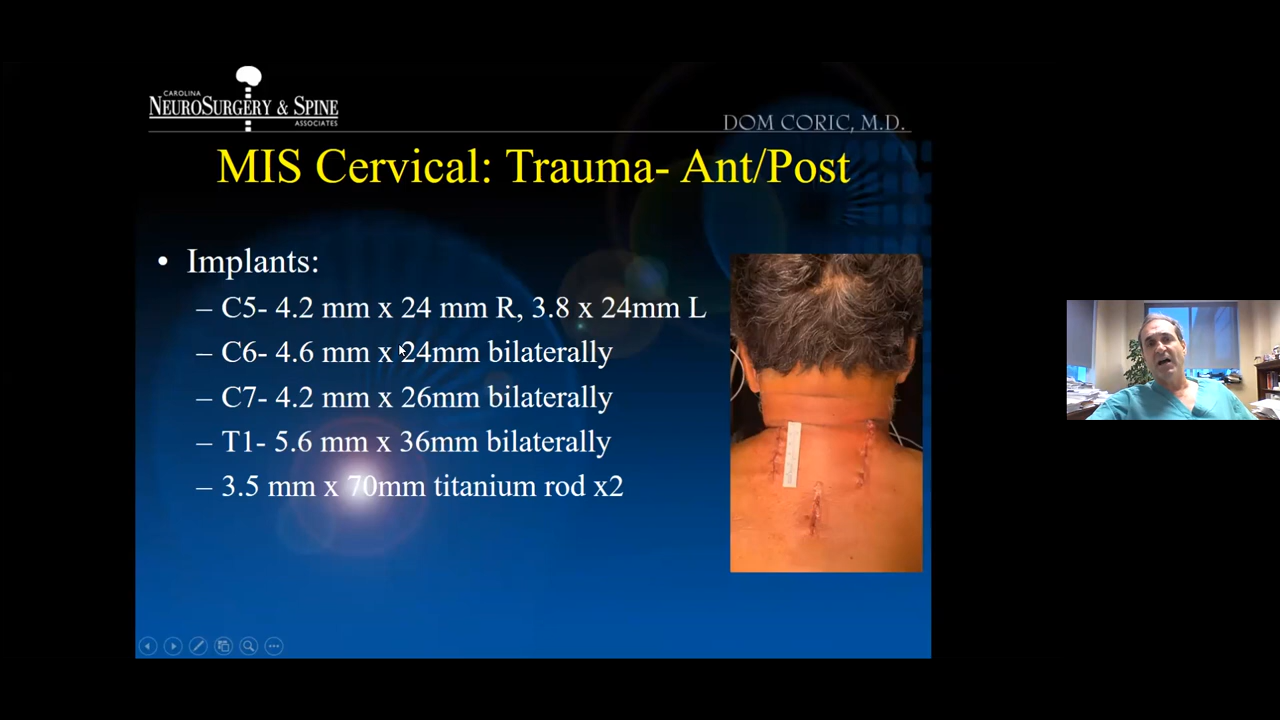 CAROLINA
NEUROSURGERY & SPINE
ASSOCIATES
DOM CORIC, M.D.
MIS Cervical: Trauma- Ant/Post
• Implants:
– C5- 4.2 mm x 24 mm R, 3.8 x 24mm L
– C6- 4.6 mm x 24mm bilaterally
– C7- 4.2 mm x 26mm bilaterally
– T1- 5.6 mm x 36mm bilaterally
– 3.5 mm x 70mm titanium rod x2